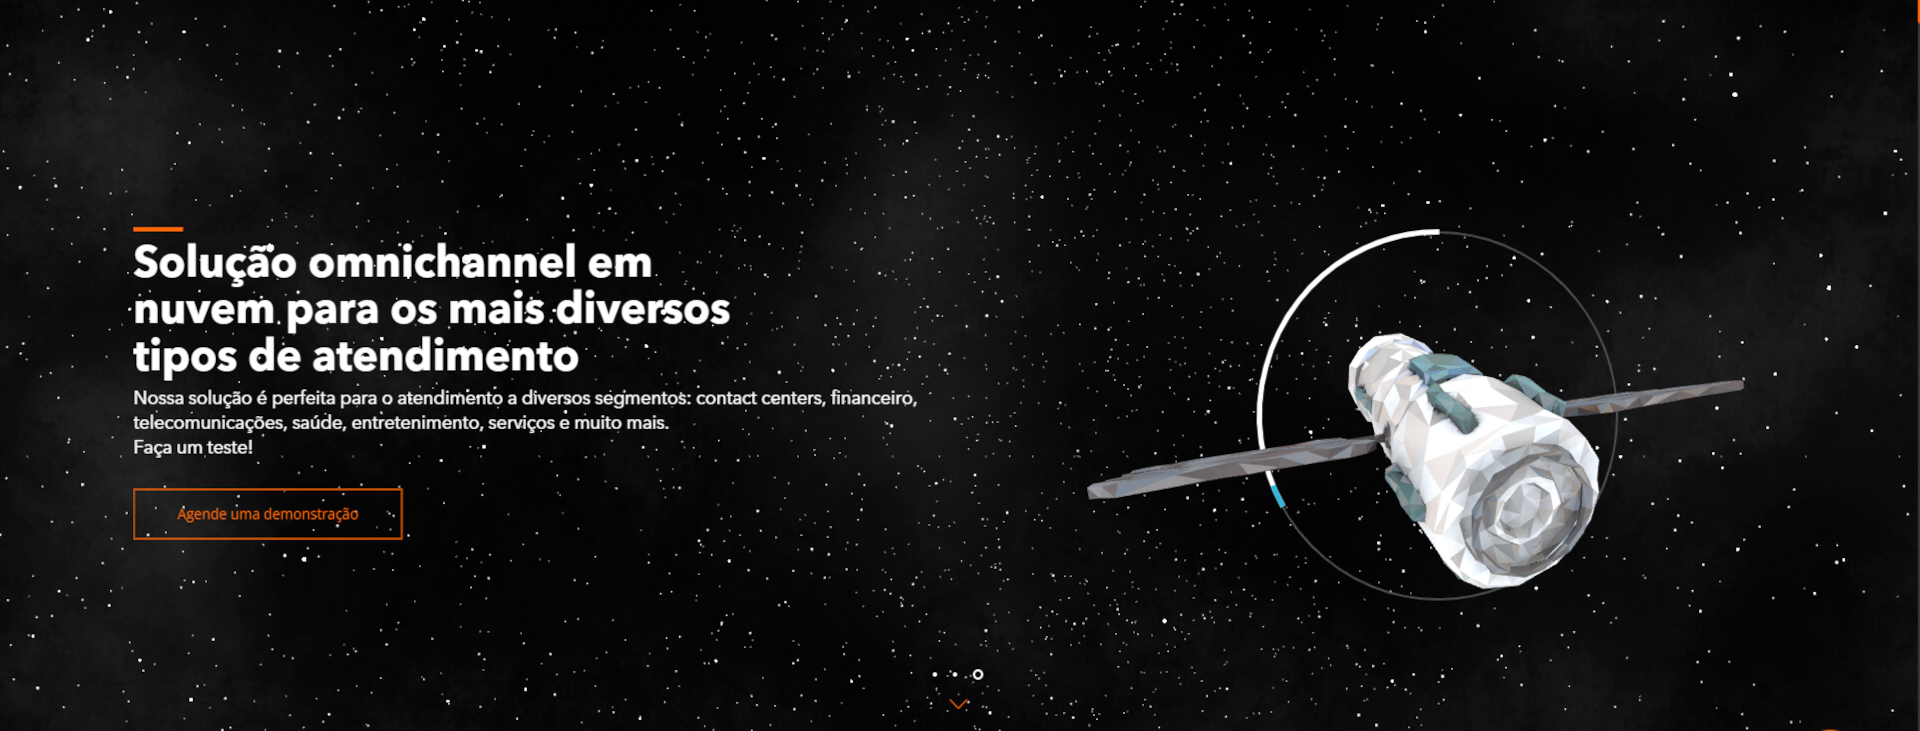 Solução omnichannel em
nuvem para os mais diversos
tipos de atendimento
Nossa solução é perfeita para o atendimento a diversos segmentos: contact centers, financeiro,
telecomunicações, saúde, entretenimento, serviços e muito mais.
Faça um teste!
Agende uma demonstração